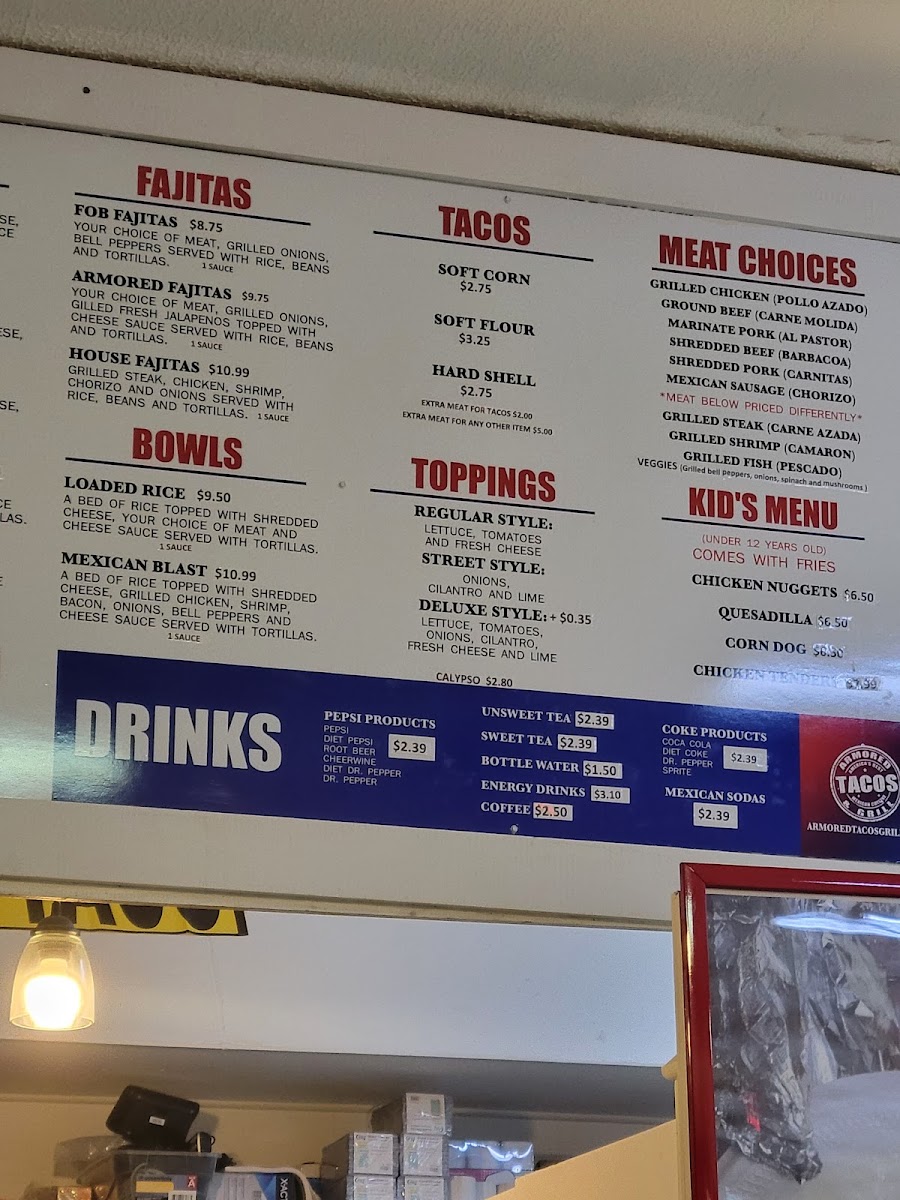 SE,
CE
ESE,
SE,
CE
LAS.
FAJITAS
FOB FAJITAS $8.75
YOUR CHOICE OF MEAT, GRILLED ONIONS,
BELL PEPPERS SERVED WITH RICE, BEANS
AND TORTILLAS. 1 SAUCE
ARMORED FAJITAS $9.75
YOUR CHOICE OF MEAT, GRILLED ONIONS,
GILLED FRESH JALAPENOS TOPPED WITH
CHEESE SAUCE SERVED WITH RICE, BEANS
AND TORTILLAS. 1 SAUCE
HOUSE FAJITAS $10.99
GRILLED STEAK, CHICKEN, SHRIMP,
CHORIZO AND ONIONS SERVED WITH
RICE, BEANS AND TORTILLAS. 1 SAUCE
BOWLS
LOADED RICE $9.50
A BED OF RICE TOPPED WITH SHREDDED
CHEESE, YOUR CHOICE OF MEAT AND
CHEESE SAUCE SERVED WITH TORTILLAS.
1 SAUCE
MEXICAN BLAST $10.99
A BED OF RICE TOPPED WITH SHREDDED
CHEESE, GRILLED CHICKEN, SHRIMP,
BACON, ONIONS, BELL PEPPERS AND
CHEESE SAUCE SERVED WITH TORTILLAS.
1 SAUCE
TACOS
SOFT CORN
$2.75
SOFT FLOUR
$3.25
HARD SHELL
$2.75
EXTRA MEAT FOR TACOS $2.00
EXTRA MEAT FOR ANY OTHER ITEM $5.00
TOPPINGS
REGULAR STYLE:
LETTUCE, TOMATOES
AND FRESH CHEESE
STREET STYLE:
ONIONS,
CILANTRO AND LIME
DELUXE STYLE: + $0.35
LETTUCE, TOMATOES,
ONIONS, CILANTRO,
FRESH CHEESE AND LIME
CALYPSO $2.80
MEAT CHOICES
GRILLED CHICKEN (POLLO AZADO)
GROUND BEEF (CARNE MOLIDA)
MARINATE PORK (AL PASTOR)
SHREDDED BEEF (BARBACOA)
SHREDDED PORK (CARNITAS)
MEXICAN SAUSAGE (CHORIZO)
*MEAT BELOW PRICED DIFFERENTLY*
GRILLED STEAK (CARNE AZADA)
GRILLED SHRIMP (CAMARON)
GRILLED FISH (PESCADO)
VEGGIES (Grilled bell peppers, onions, spinach and mushrooms)
KID'S MENU
(UNDER 12 YEARS OLD)
COMES WITH FRIES
CHICKEN NUGGETS $6.50
QUESADILLA $6.50
CORN DOG $6.50
CHICKEN TENDERS
DRINKS
PEPSI PRODUCTS
PEPSI
DIET PEPSI
ROOT BEER
CHEERWINE
DIET DR. PEPPER
DR. PEPPER
$2.39
UNSWEET TEA $2.39
SWEET TEA $2.39
BOTTLE WATER $1.50
ENERGY DRINKS $3.10
COFFEE $2.50
COKE PRODUCTS
COCA COLA
DIET COKE
DR. PEPPER
SPRITE
$2.39
MEXICAN SODAS
$2.39
ARMORED
TACOS
& GRILL
ARMOREDTACOSGRIL